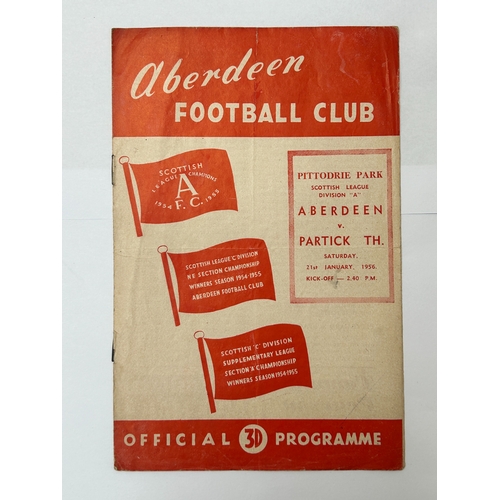 Aberdeen
FOOTBALL CLUB
SCOTTISH
LEAGUE CHAMPIONS
A
1954 F.C. 1955
PITTODRIE PARK
SCOTTISH LEAGUE
DIVISION "A"
ABERDEEN
v.
PARTICK TH.
SATURDAY,
21st JANUARY, 1956.
KICK-OFF — 2.40 P.M.
SCOTTISH LEAGUE 'C' DIVISION
N·E SECTION CHAMPIONSHIP
WINNERS SEASON 1954-1955
ABERDEEN FOOTBALL CLUB
SCOTTISH 'C' DIVISION
SUPPLEMENTARY LEAGUE
SECTION 'A' CHAMPIONSHIP
WINNERS SEASON 1954-1955
OFFICIAL 3D PROGRAMME